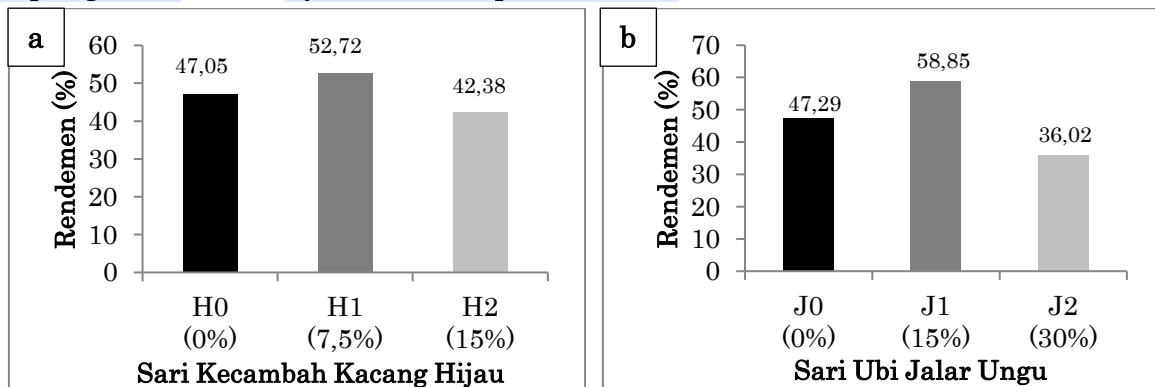 a
Rendemen (%)
60
50
40
30
20
10
0
47,05
52,72
42,38
H0
(0%)
H1
(7,5%)
H2
(15%)
Sari Kecambah Kacang Hijau
b
Rendemen (%)
70
60
50
40
30
20
10
0
47,29
58,85
36,02
J0
(0%)
J1
(15%)
J2
(30%)
Sari Ubi Jalar Ungu